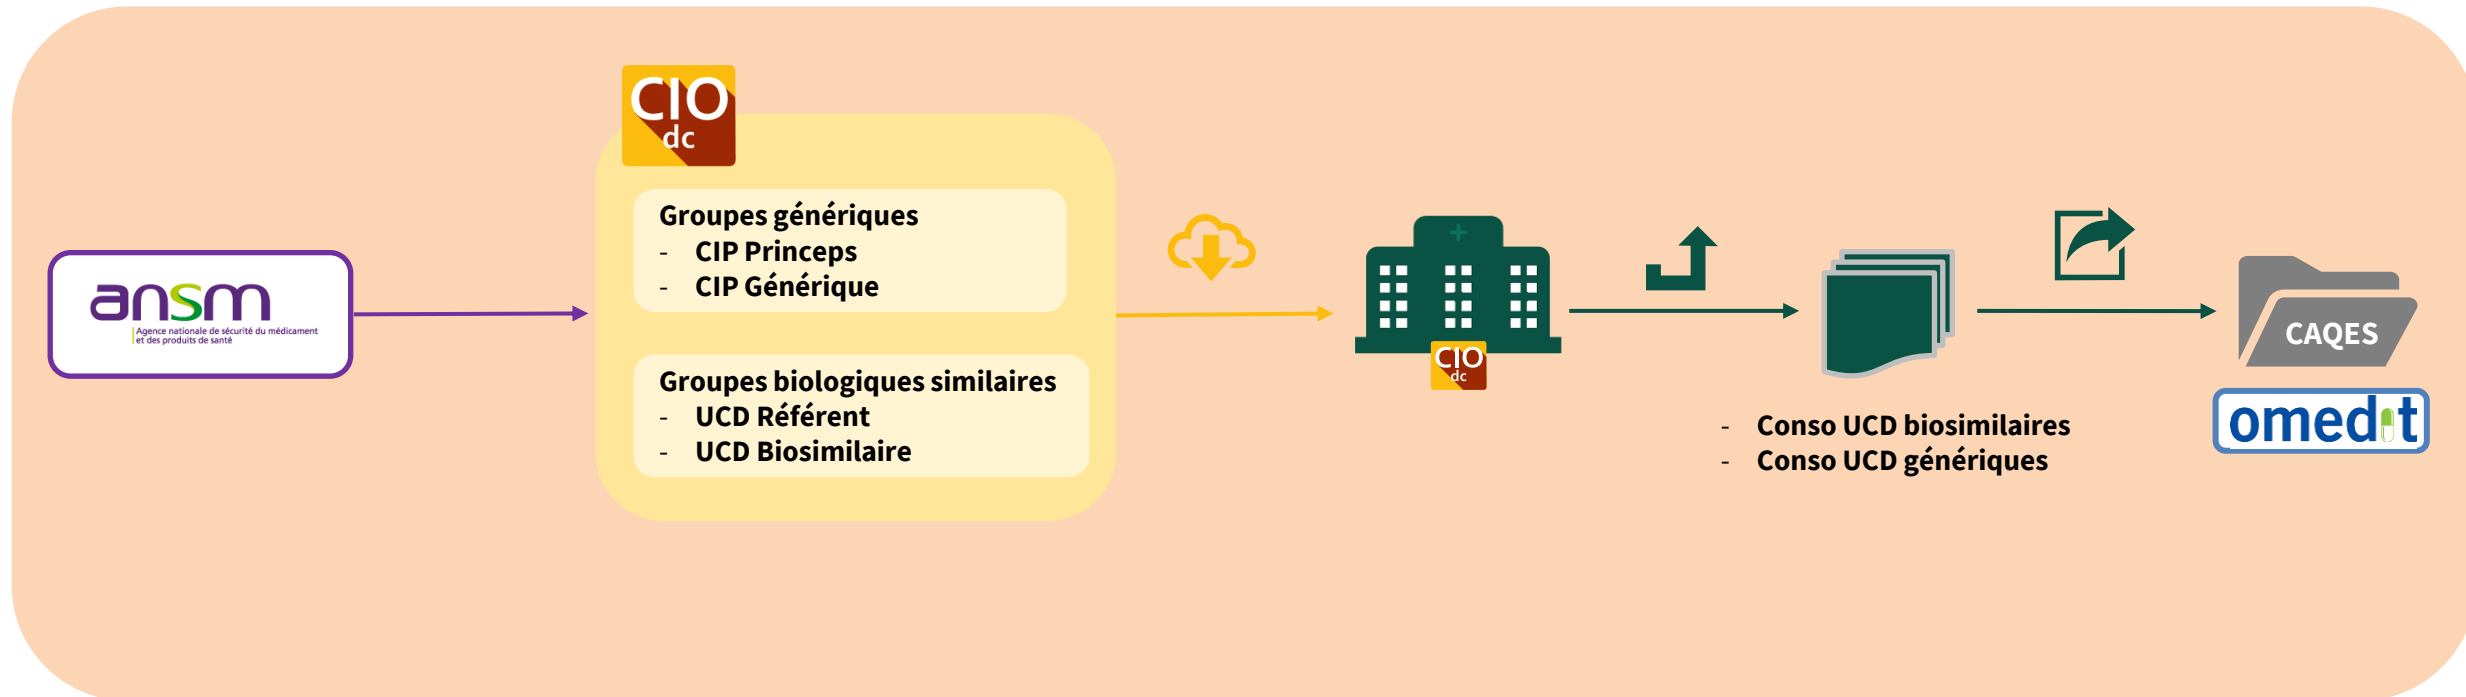 CIO
dc
Groupes génériques
- CIP Princeps
- CIP Générique
Groupes biologiques similaires
- UCD Référent
- UCD Biosimilaire
ansm
Agence nationale de sécurité du médicament
et des produits de santé
CIO
dc
- Conso UCD biosimilaires
- Conso UCD génériques
CAQES
omedit